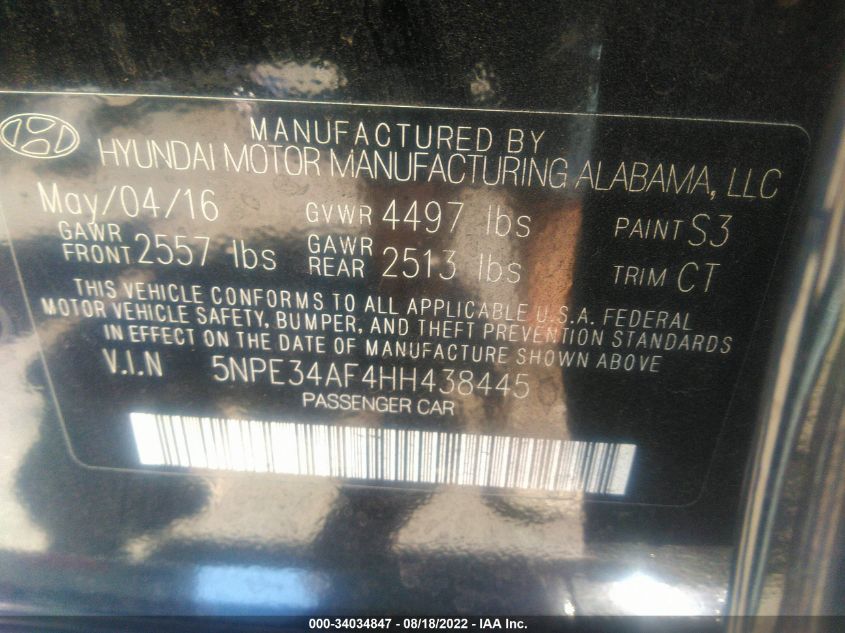 MANUFACTURED BY
HYUNDAI MOTOR MANUFACTURING ALABAMA, LLC
May/04/16 GVWR 4497 lbs PAINT S3
GAWR FRONT 2557 lbs GAWR REAR 2513 lbs TRIM CT
THIS VEHICLE CONFORMS TO ALL APPLICABLE U.S.A. FEDERAL
MOTOR VEHICLE SAFETY, BUMPER, AND THEFT PREVENTION STANDARDS
IN EFFECT ON THE DATE OF MANUFACTURE SHOWN ABOVE
V.I.N 5NPE34AF4HH438445
PASSENGER CAR
000-34034847 - 08/18/2022 - IAA Inc.